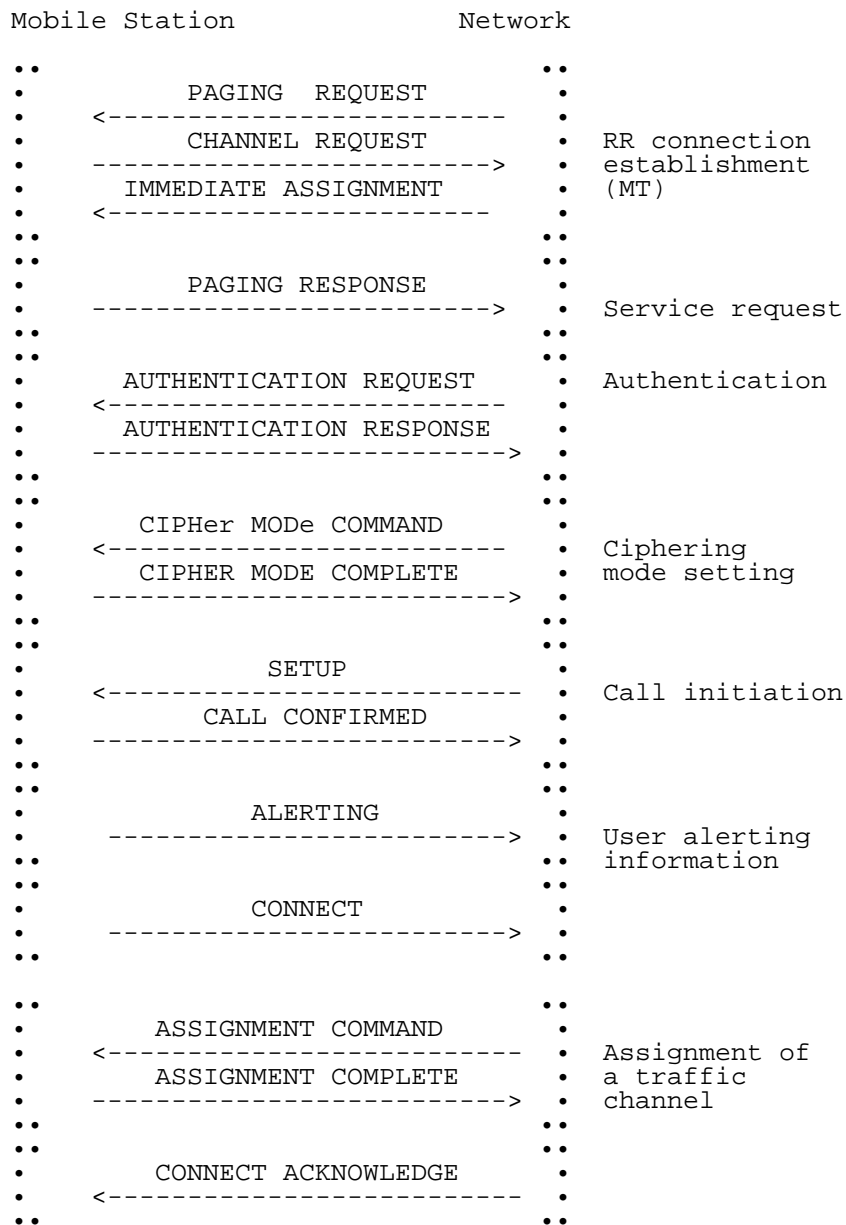 Mobile Station Network
PAGING REQUEST
<-------------------------
CHANNEL REQUEST RR connection
-------------------------> establishment
IMMEDIATE ASSIGNMENT (MT)
<------------------------
PAGING RESPONSE
-------------------------> Service request
AUTHENTICATION REQUEST Authentication
<-------------------------
AUTHENTICATION RESPONSE
-------------------------->
CIPHer MODe COMMAND
<------------------------- Ciphering
CIPHER MODE COMPLETE mode setting
-------------------------->
SETUP
<-------------------------- Call initiation
CALL CONFIRMED
-------------------------->
ALERTING
-------------------------> User alerting
information
CONNECT
------------------------->
ASSIGNMENT COMMAND
<-------------------------- Assignment of
ASSIGNMENT COMPLETE a traffic
--------------------------> channel
CONNECT ACKNOWLEDGE
<--------------------------